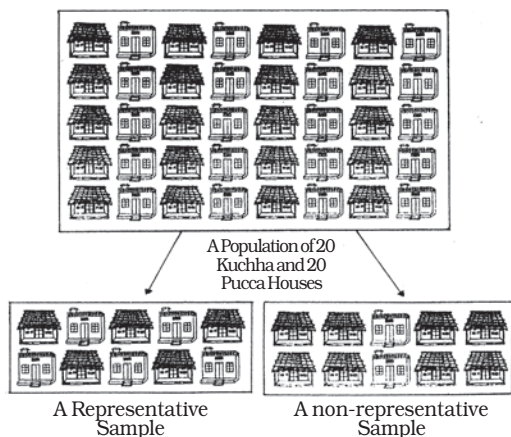 A Population of 20
Kuchha and 20
Pucca Houses
A Representative
Sample
A non-representative
Sample